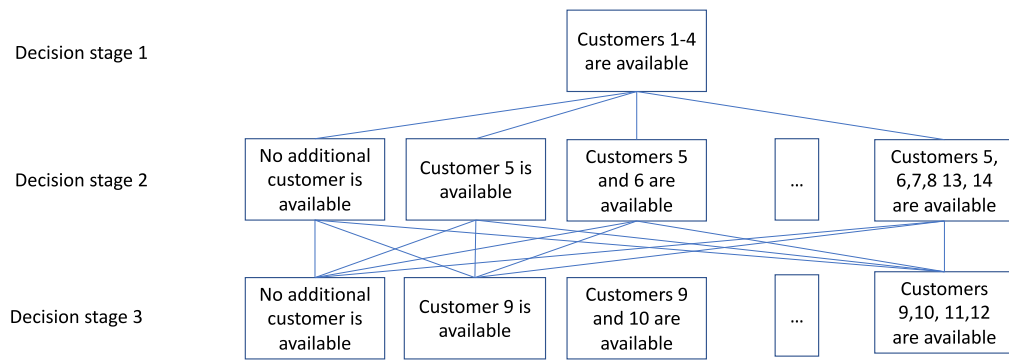 Decision stage 1
Customers 1-4
are available
Decision stage 2
No additional
customer is
available
Customer 5 is
available
Customers 5
and 6 are
available
...
Customers 5,
6,7,8 13, 14
are available
Decision stage 3
No additional
customer is
available
Customer 9 is
available
Customers 9
and 10 are
available
...
Customers
9,10, 11,12
are available